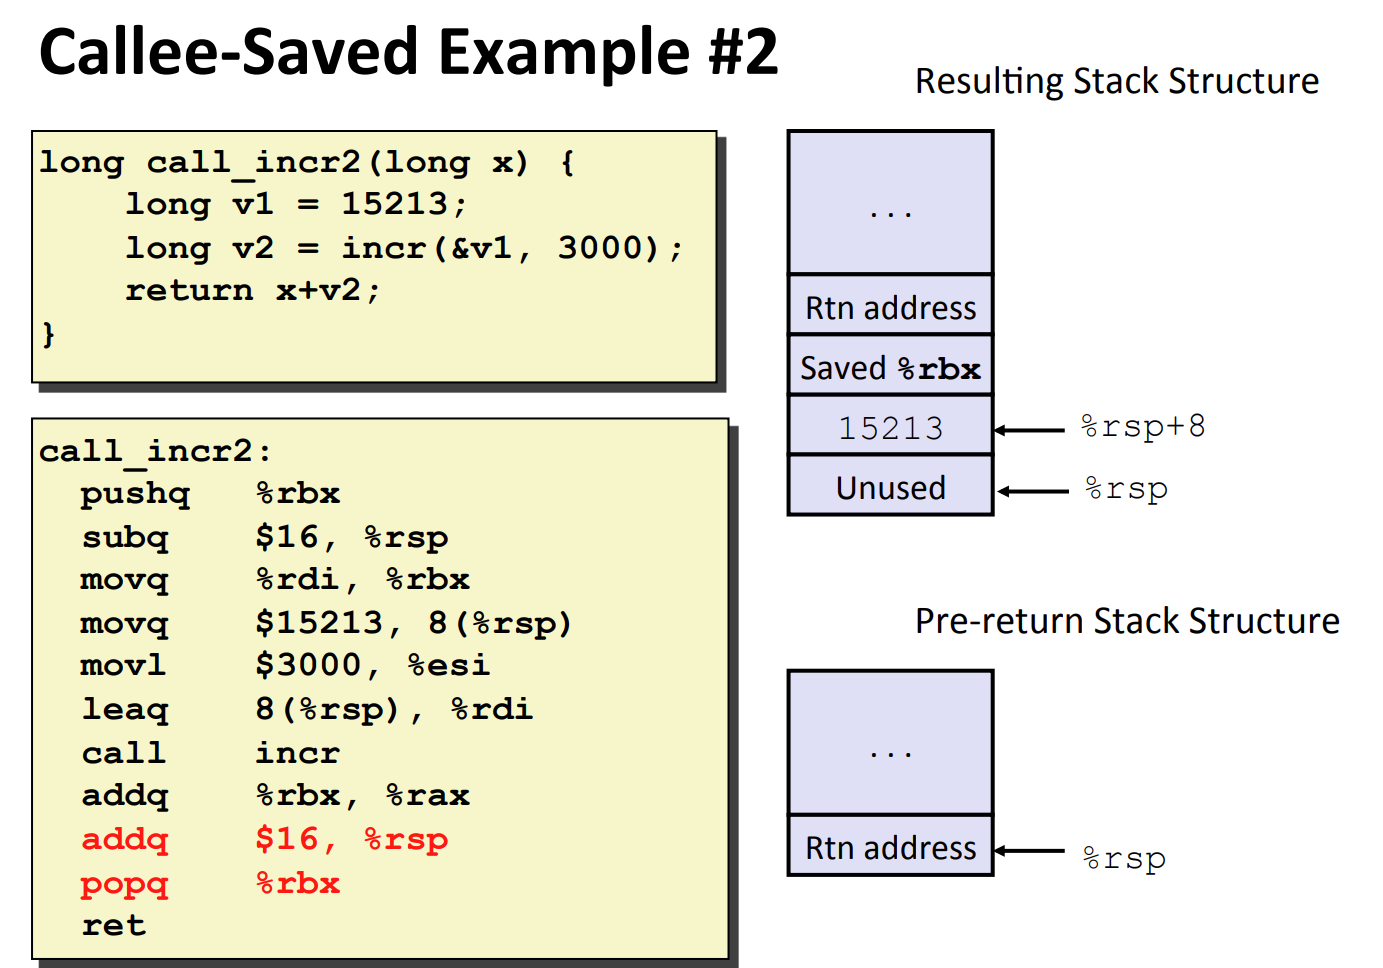 Callee-Saved Example #2
long call_incr2(long x) {
    long v1 = 15213;
    long v2 = incr(&v1, 3000);
    return x+v2;
}
call_incr2:
  pushq   %rbx
  subq    $16, %rsp
  movq    %rdi, %rbx
  movq    $15213, 8(%rsp)
  movl    $3000, %esi
  leaq    8(%rsp), %rdi
  call    incr
  addq    %rbx, %rax
  addq    $16, %rsp
  popq    %rbx
  ret
Resulting Stack Structure
...
Rtn address
Saved %rbx
15213
%rsp+8
Unused
%rsp
Pre-return Stack Structure
...
Rtn address
%rsp